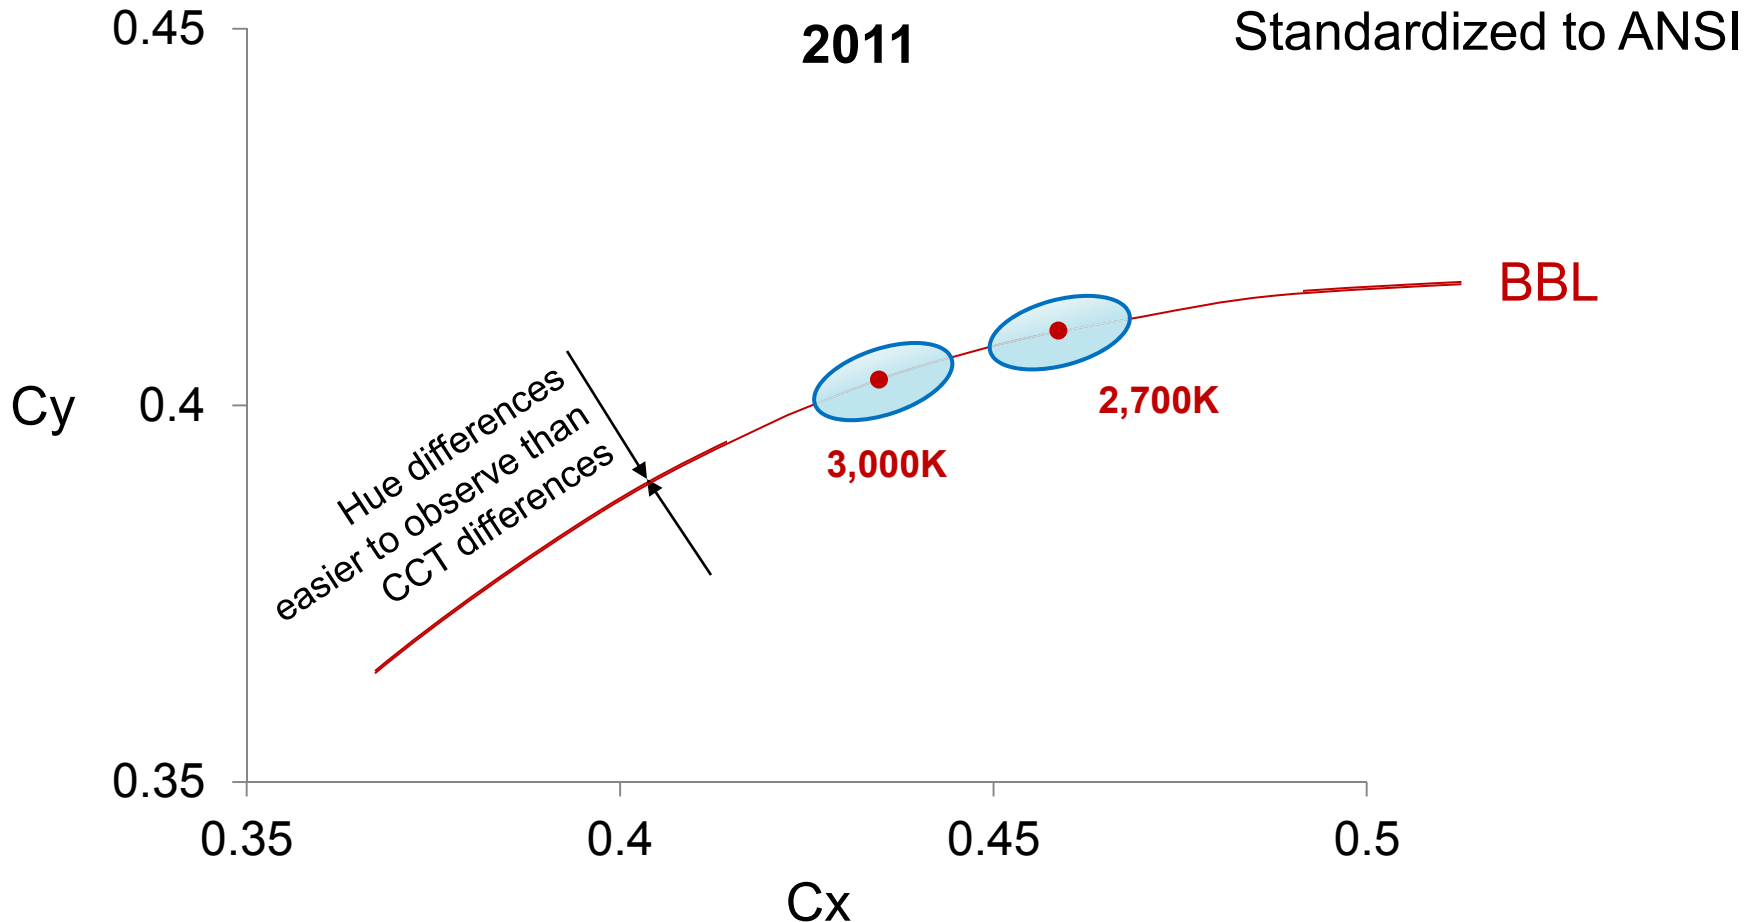 2011
Standardized to ANSI
0.45
0.4
0.35
Cy
BBL
2,700K
3,000K
Hue differences
easier to observe than
CCT differences
0.35
0.4
0.45
0.5
Cx